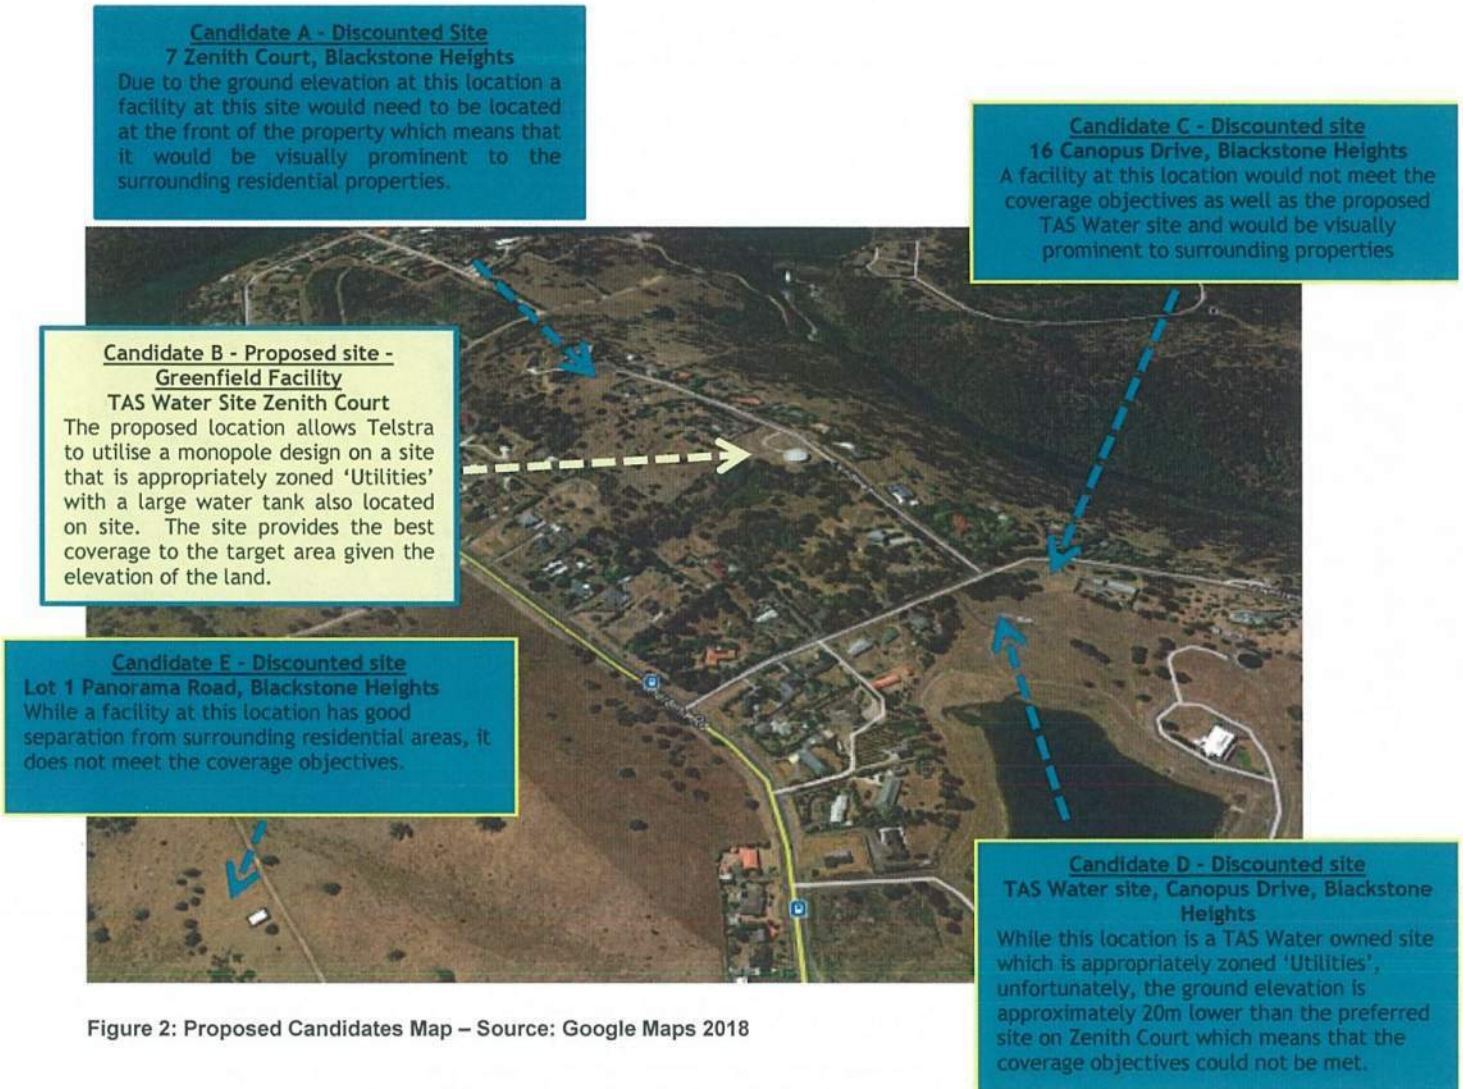 Candidate A - Discounted Site
7 Zenith Court, Blackstone Heights
Due to the ground elevation at this location a
facility at this site would need to be located
at the front of the property which means that
it would be visually prominent to the
surrounding residential properties.
Candidate C - Discounted site
16 Canopus Drive, Blackstone Heights
A facility at this location would not meet the
coverage objectives as well as the proposed
TAS Water site and would be visually
prominent to surrounding properties
Candidate B - Proposed site -
Greenfield Facility
TAS Water Site Zenith Court
The proposed location allows Telstra
to utilise a monopole design on a site
that is appropriately zoned 'Utilities'
with a large water tank also located
on site. The site provides the best
coverage to the target area given the
elevation of the land.
Candidate E - Discounted site
Lot 1 Panorama Road, Blackstone Heights
While a facility at this location has good
separation from surrounding residential areas, it
does not meet the coverage objectives.
Candidate D - Discounted site
TAS Water site, Canopus Drive, Blackstone
Heights
While this location is a TAS Water owned site
which is appropriately zoned 'Utilities',
unfortunately, the ground elevation is
approximately 20m lower than the preferred
site on Zenith Court which means that the
coverage objectives could not be met.
Figure 2: Proposed Candidates Map – Source: Google Maps 2018